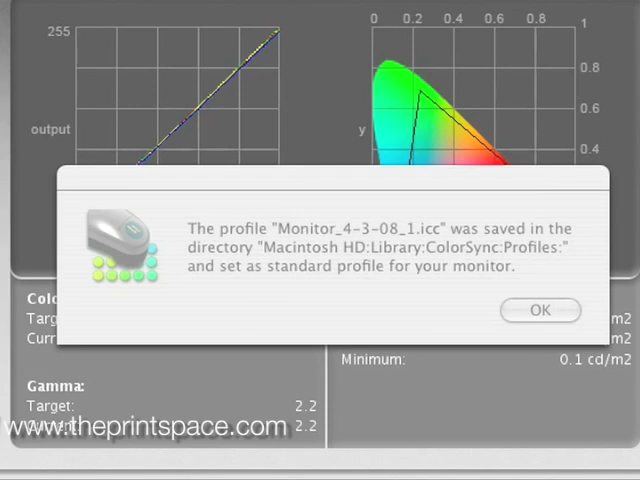 0 0.2 0.4 0.6 0.8 1
255
0.8
0.6
output
y
0.4
The profile "Monitor_4-3-08_1.icc" was saved in the
directory "Macintosh HD:Library:ColorSync:Profiles:"
and set as standard profile for your monitor.
OK
Minimum: 0.1 cd/m2
Gamma:
Target: 2.2
2.2
www.theprintspace.com